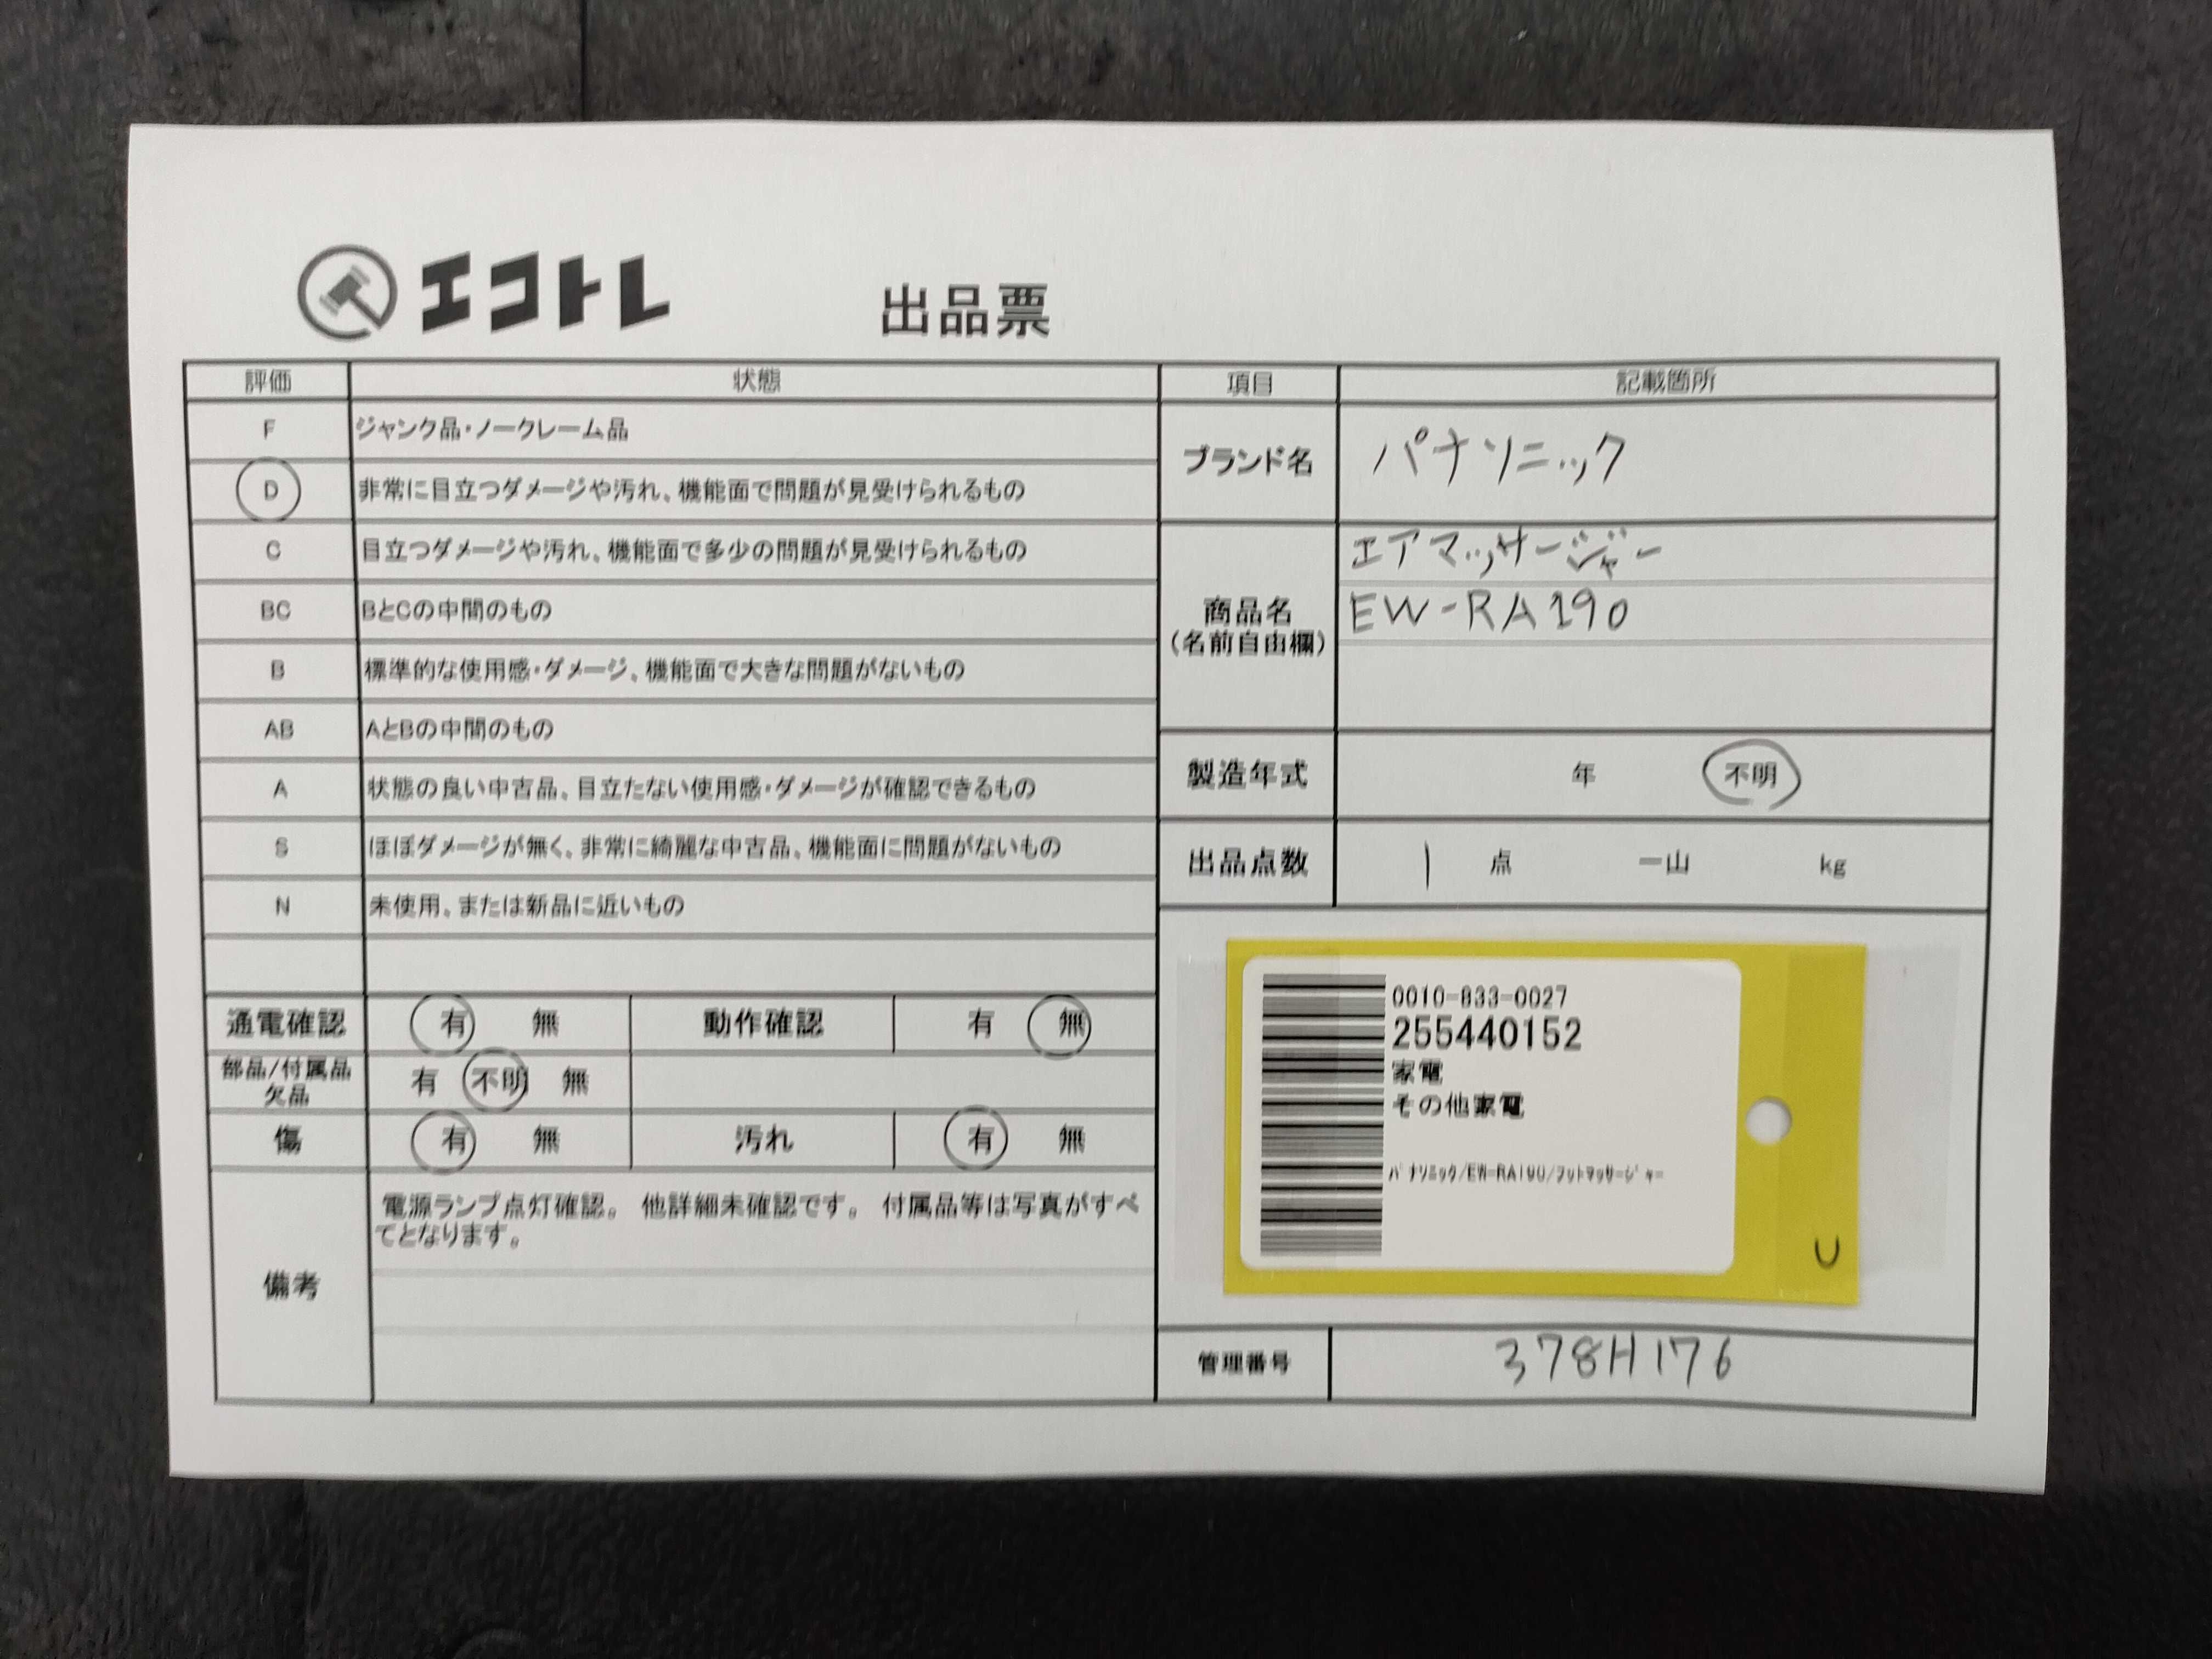 エコトレ
出品票
評価 状態
F ジャンク品・ノークレーム品
D 非常に目立つダメージや汚れ、機能面で問題が見受けられるもの
C 目立つダメージや汚れ、機能面で多少の問題が見受けられるもの
BC BとCの中間のもの
B 標準的な使用感・ダメージ、機能面で大きな問題がないもの
AB AとBの中間のもの
A 状態の良い中古品、目立たない使用感・ダメージが確認できるもの
S ほぼダメージが無く、非常に綺麗な中古品、機能面に問題がないもの
N 未使用、または新品に近いもの
通電確認 有 無 動作確認 有 無
部品/付属品
欠品
有 不明 無
傷 有 無 汚れ 有 無
備考
電源ランプ点灯確認。 他詳細未確認です。 付属品等は写真がすべ
てとなります。
項目 記載箇所
ブランド名 パナソニック
商品名
(名前自由欄)
エアマッサージャー
EW-RA190
製造年式 年 不明
出品点数 1 点 一山 kg
0010-833-0027
255440152
家電
その他家電
パナソニック/EW-RA190/フットマッサージャー
U
管理番号 378H176